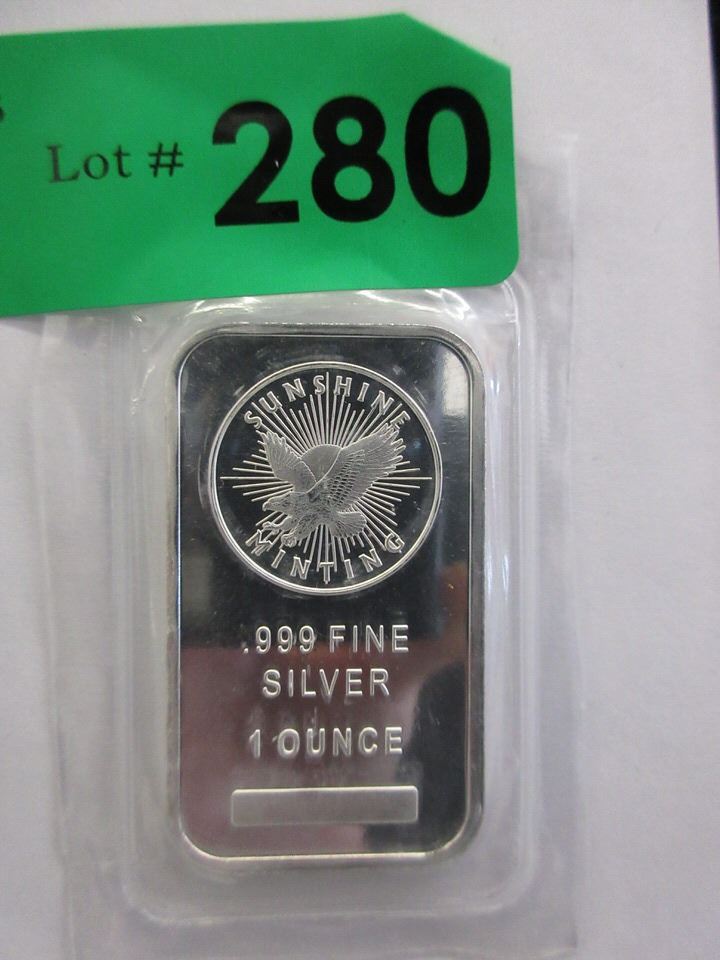 Lot # 280
SUNSHINE
MINTING
.999 FINE
SILVER
1 OUNCE